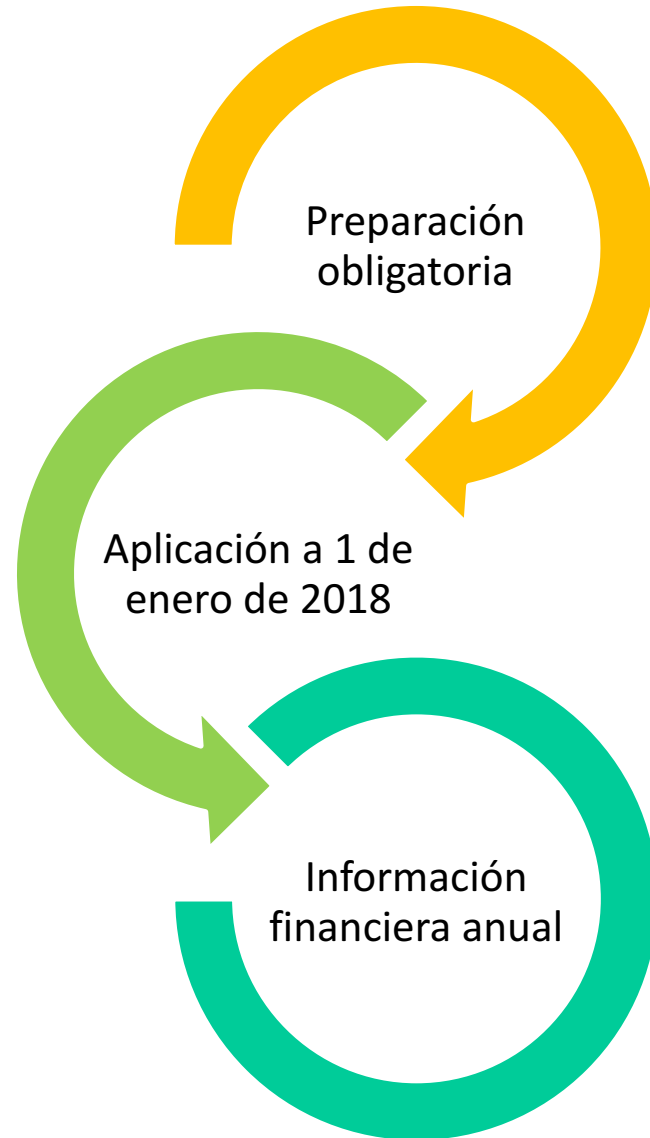 Preparación
obligatoria
Aplicación a 1 de
enero de 2018
Información
financiera anual